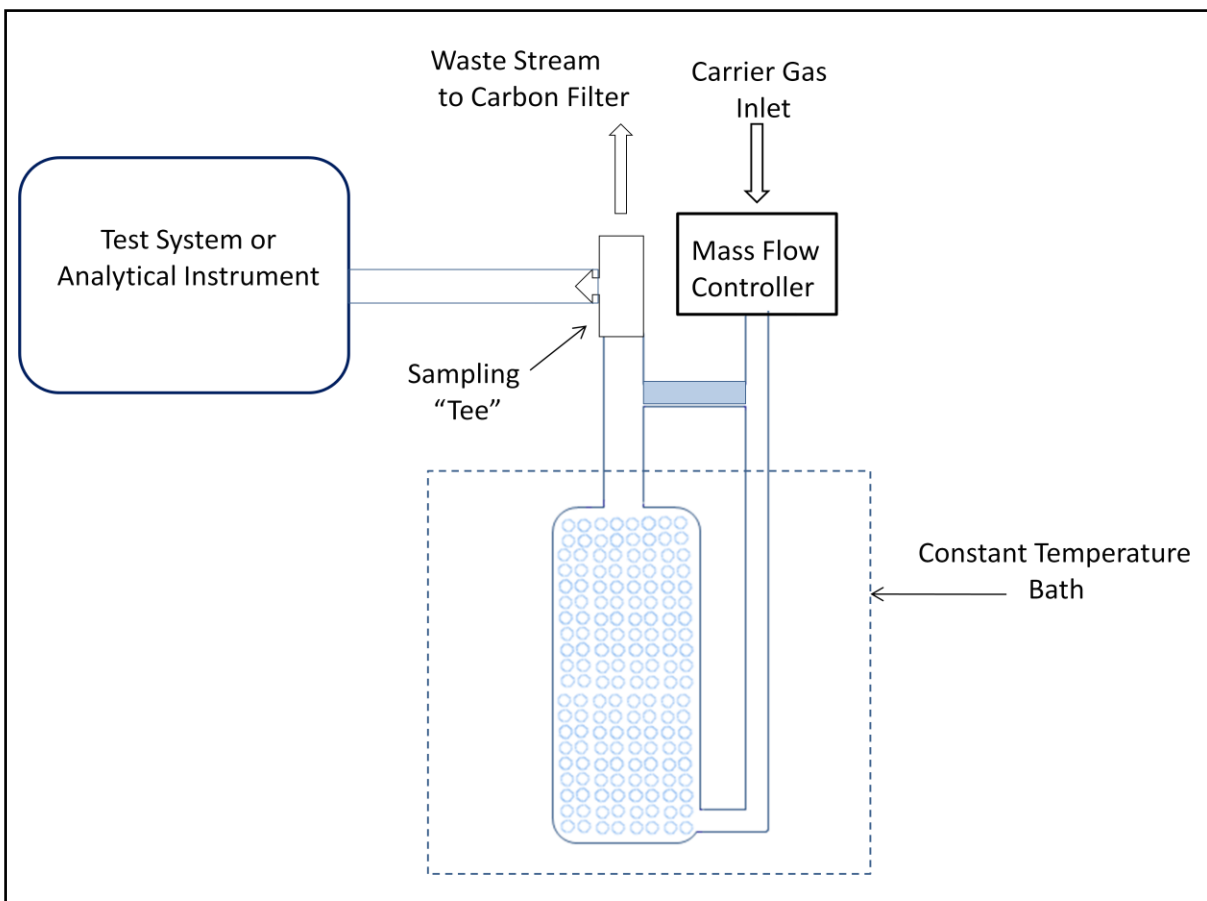 Waste Stream
to Carbon Filter
Carrier Gas
Inlet
Test System or
Analytical Instrument
Mass Flow
Controller
Sampling
“Tee”
Constant Temperature
Bath